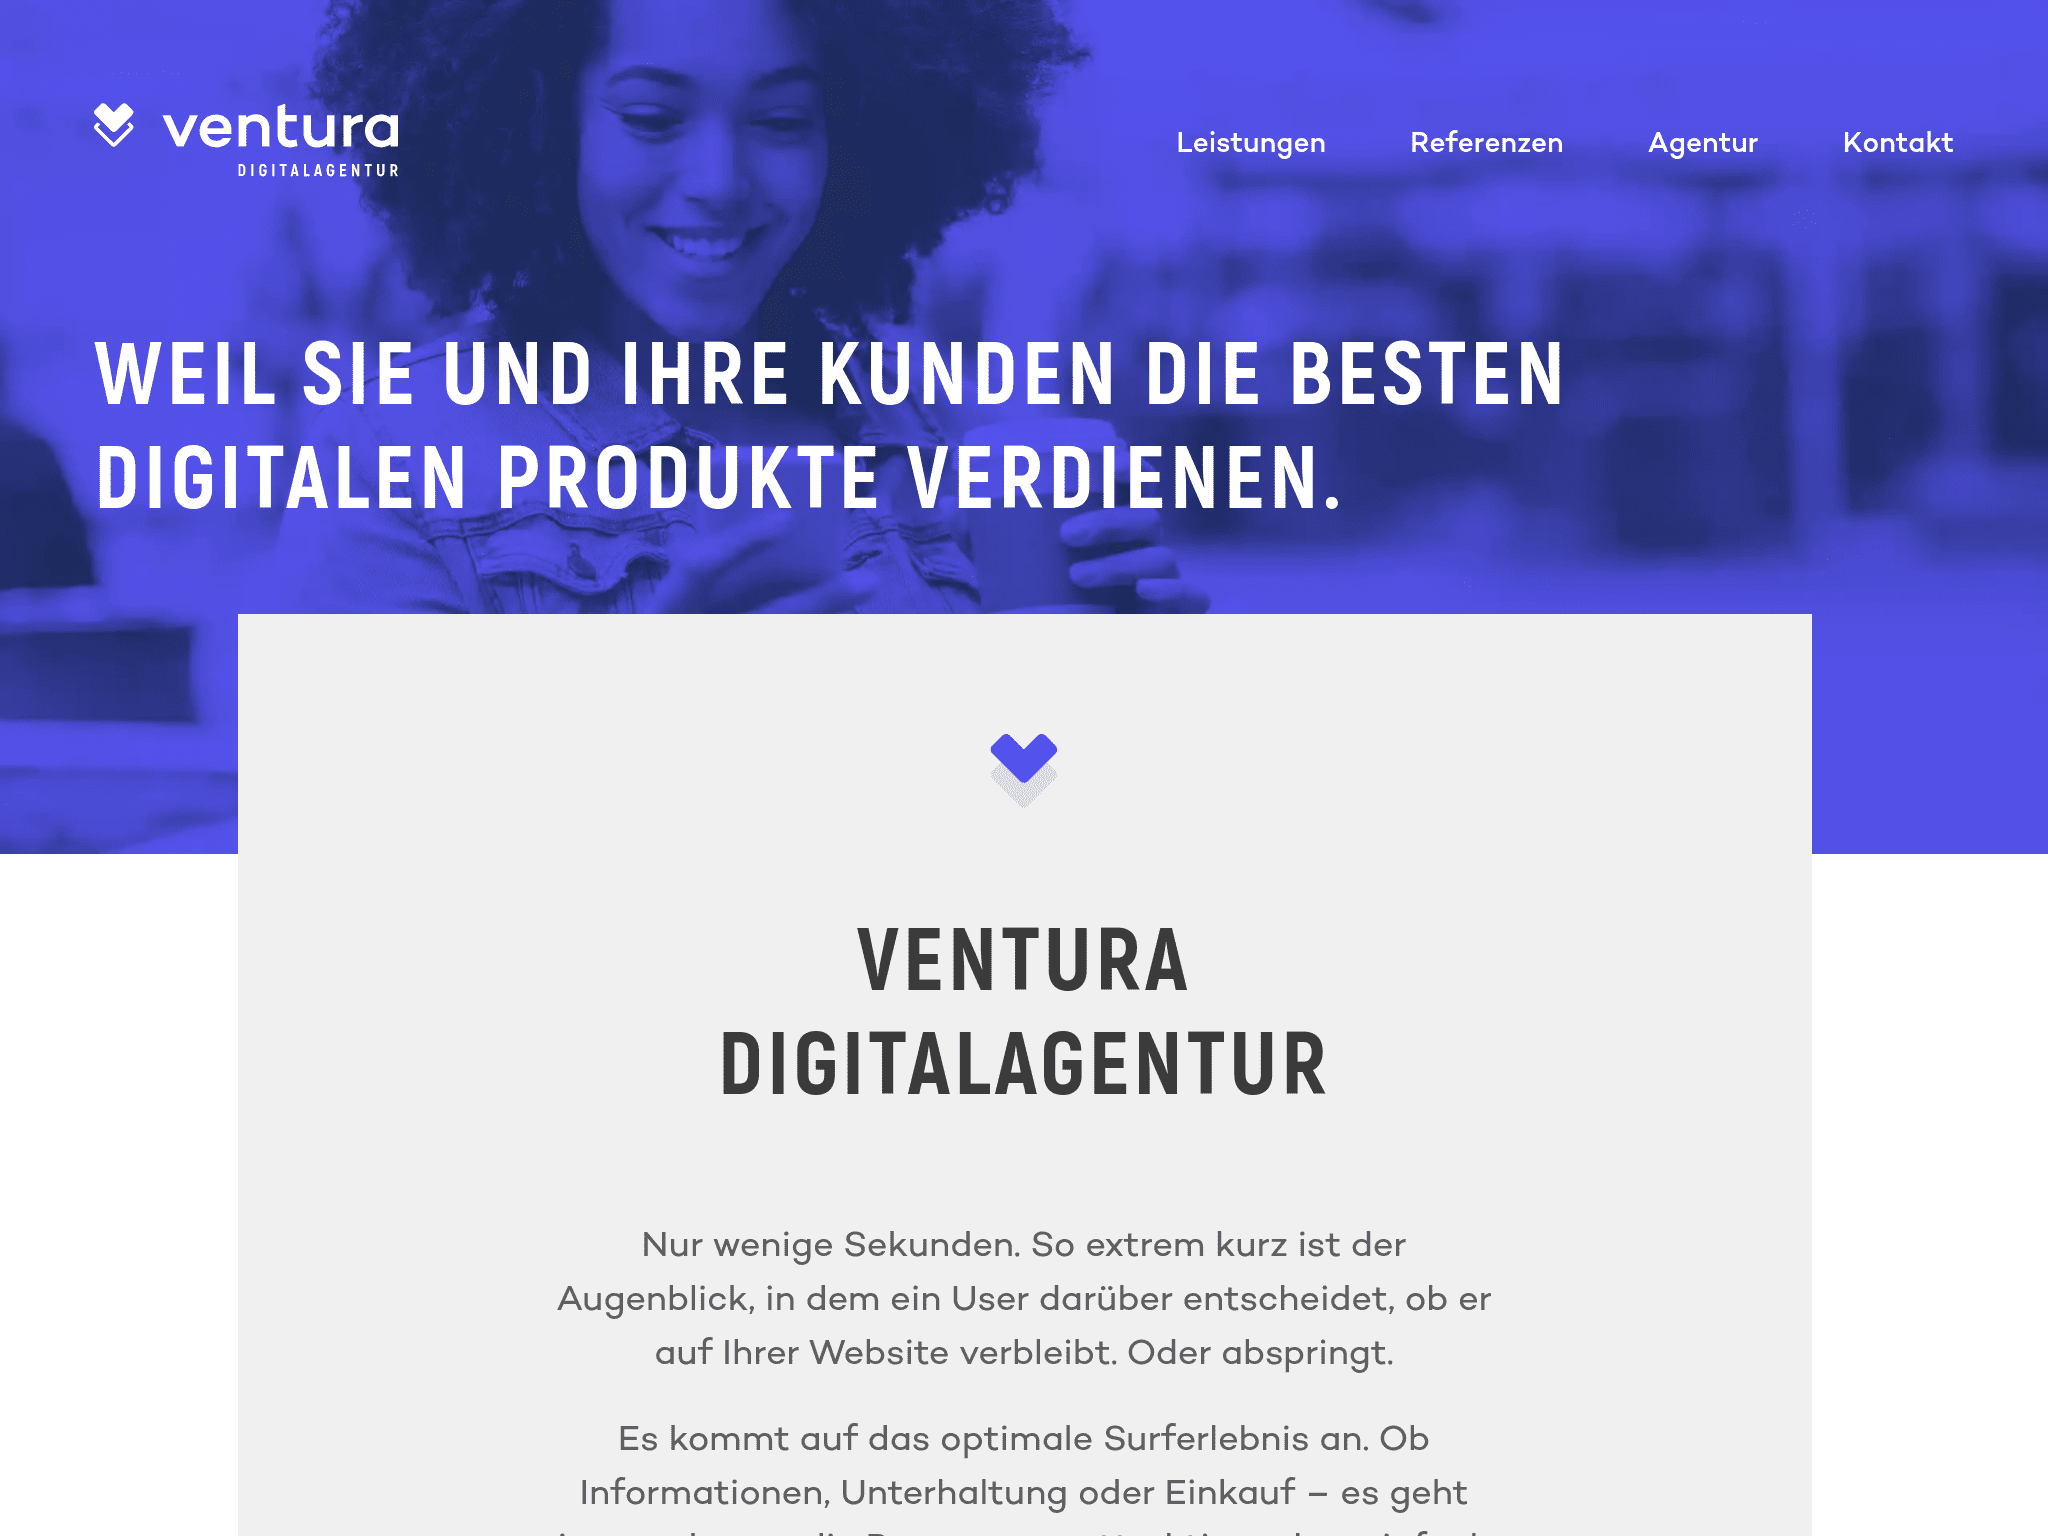 ventura
DIGITALAGENTUR
Leistungen
Referenzen
Agentur
Kontakt
WEIL SIE UND IHRE KUNDEN DIE BESTEN
DIGITALEN PRODUKTE VERDIENEN.
VENTURA
DIGITALAGENTUR
Nur wenige Sekunden. So extrem kurz ist der
Augenblick, in dem ein User darüber entscheidet, ob er
auf Ihrer Website verbleibt. Oder abspringt.
Es kommt auf das optimale Surferlebnis an. Ob
Informationen, Unterhaltung oder Einkauf – es geht